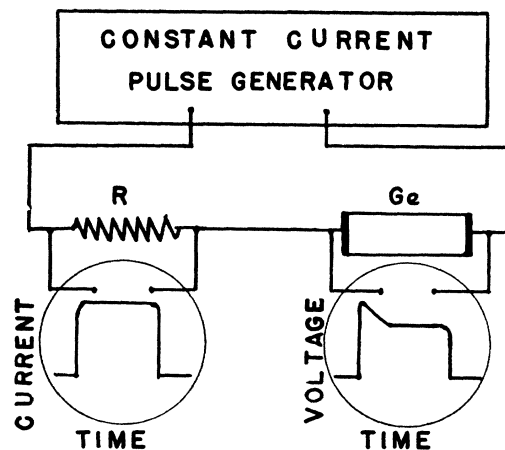 CONSTANT CURRENT
PULSE GENERATOR
R
Ge
CURRENT
TIME
VOLTAGE
TIME